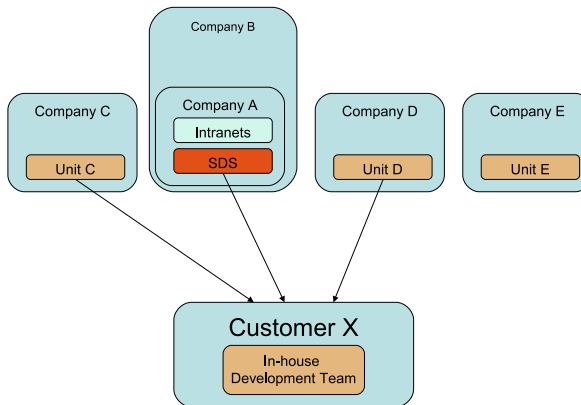 Company B
Company C
Company A
Company D
Company E
Intranets
Unit C
SDS
Unit D
Unit E
Customer X
In-house
Development Team